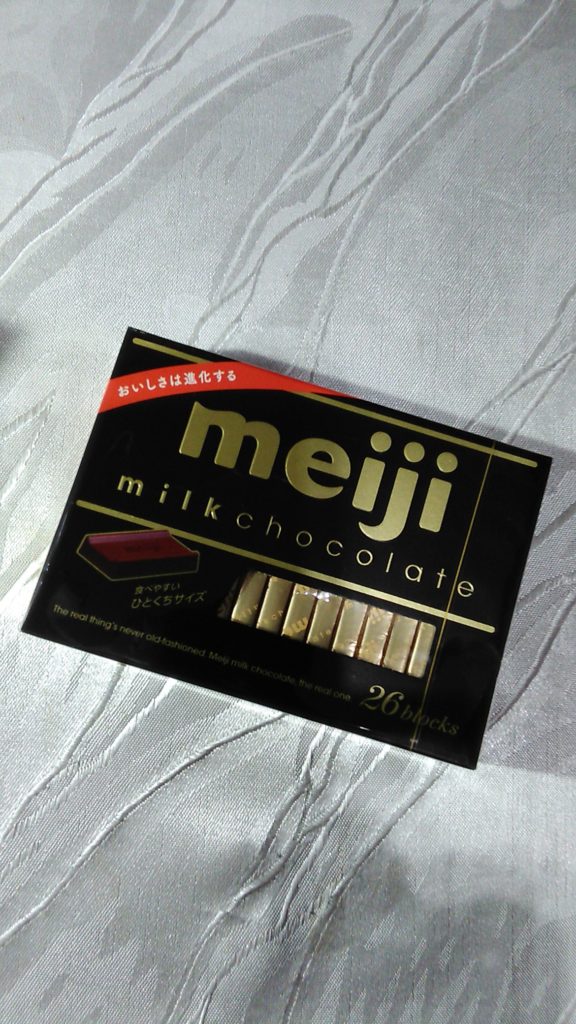 おいしさは進化する
meiji
milk chocolate
食べやすい
ひとくちサイズ
The real thing's never old-fashioned. Meiji milk chocolate, the real one.
26 blocks